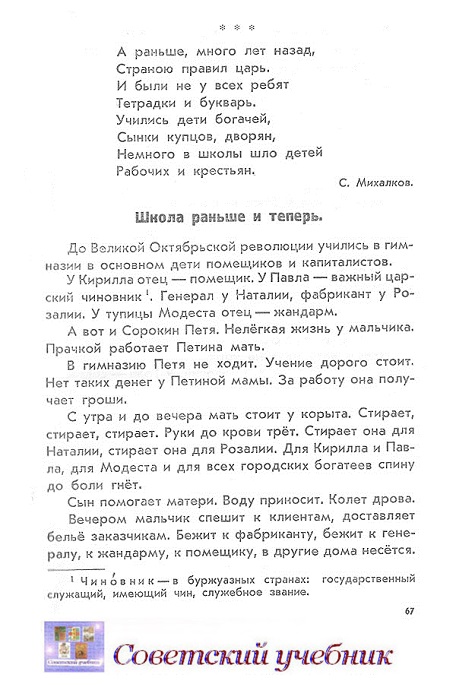 * * *
А раньше, много лет назад,
Страною правил царь.
И были не у всех ребят
Тетрадки и букварь.
Учились дети богачей,
Сынки купцов, дворян,
Немного в школы шло детей
Рабочих и крестьян.
С. Михалков.
Школа раньше и теперь.
До Великой Октябрьской революции учились в гим-
назии в основном дети помещиков и капиталистов.
У Кирилла отец — помещик. У Павла — важный цар-
ский чиновник ¹. Генерал у Наталии, фабрикант у Ро-
залии. У тупицы Модеста отец — жандарм.
А вот и Сорокин Петя. Нелёгкая жизнь у мальчика.
Прачкой работает Петина мать.
В гимназию Петя не ходит. Учение дорого стоит.
Нет таких денег у Петиной мамы. За работу она полу-
чает гроши.
С утра и до вечера мать стоит у корыта. Стирает,
стирает, стирает. Руки до крови трёт. Стирает она для
Наталии, стирает она для Розалии. Для Кирилла и Пав-
ла, для Модеста и для всех городских богатеев спину
до боли гнёт.
Сын помогает матери. Воду приносит. Колет дрова.
Вечером мальчик спешит к клиентам, доставляет
бельё заказчикам. Бежит к фабриканту, бежит к гене-
ралу, к жандарму, к помещику, в другие дома несётся.
¹ Чино́вник — в буржуазных странах: государственный
служащий, имеющий чин, служебное звание.
67
Советский учебник